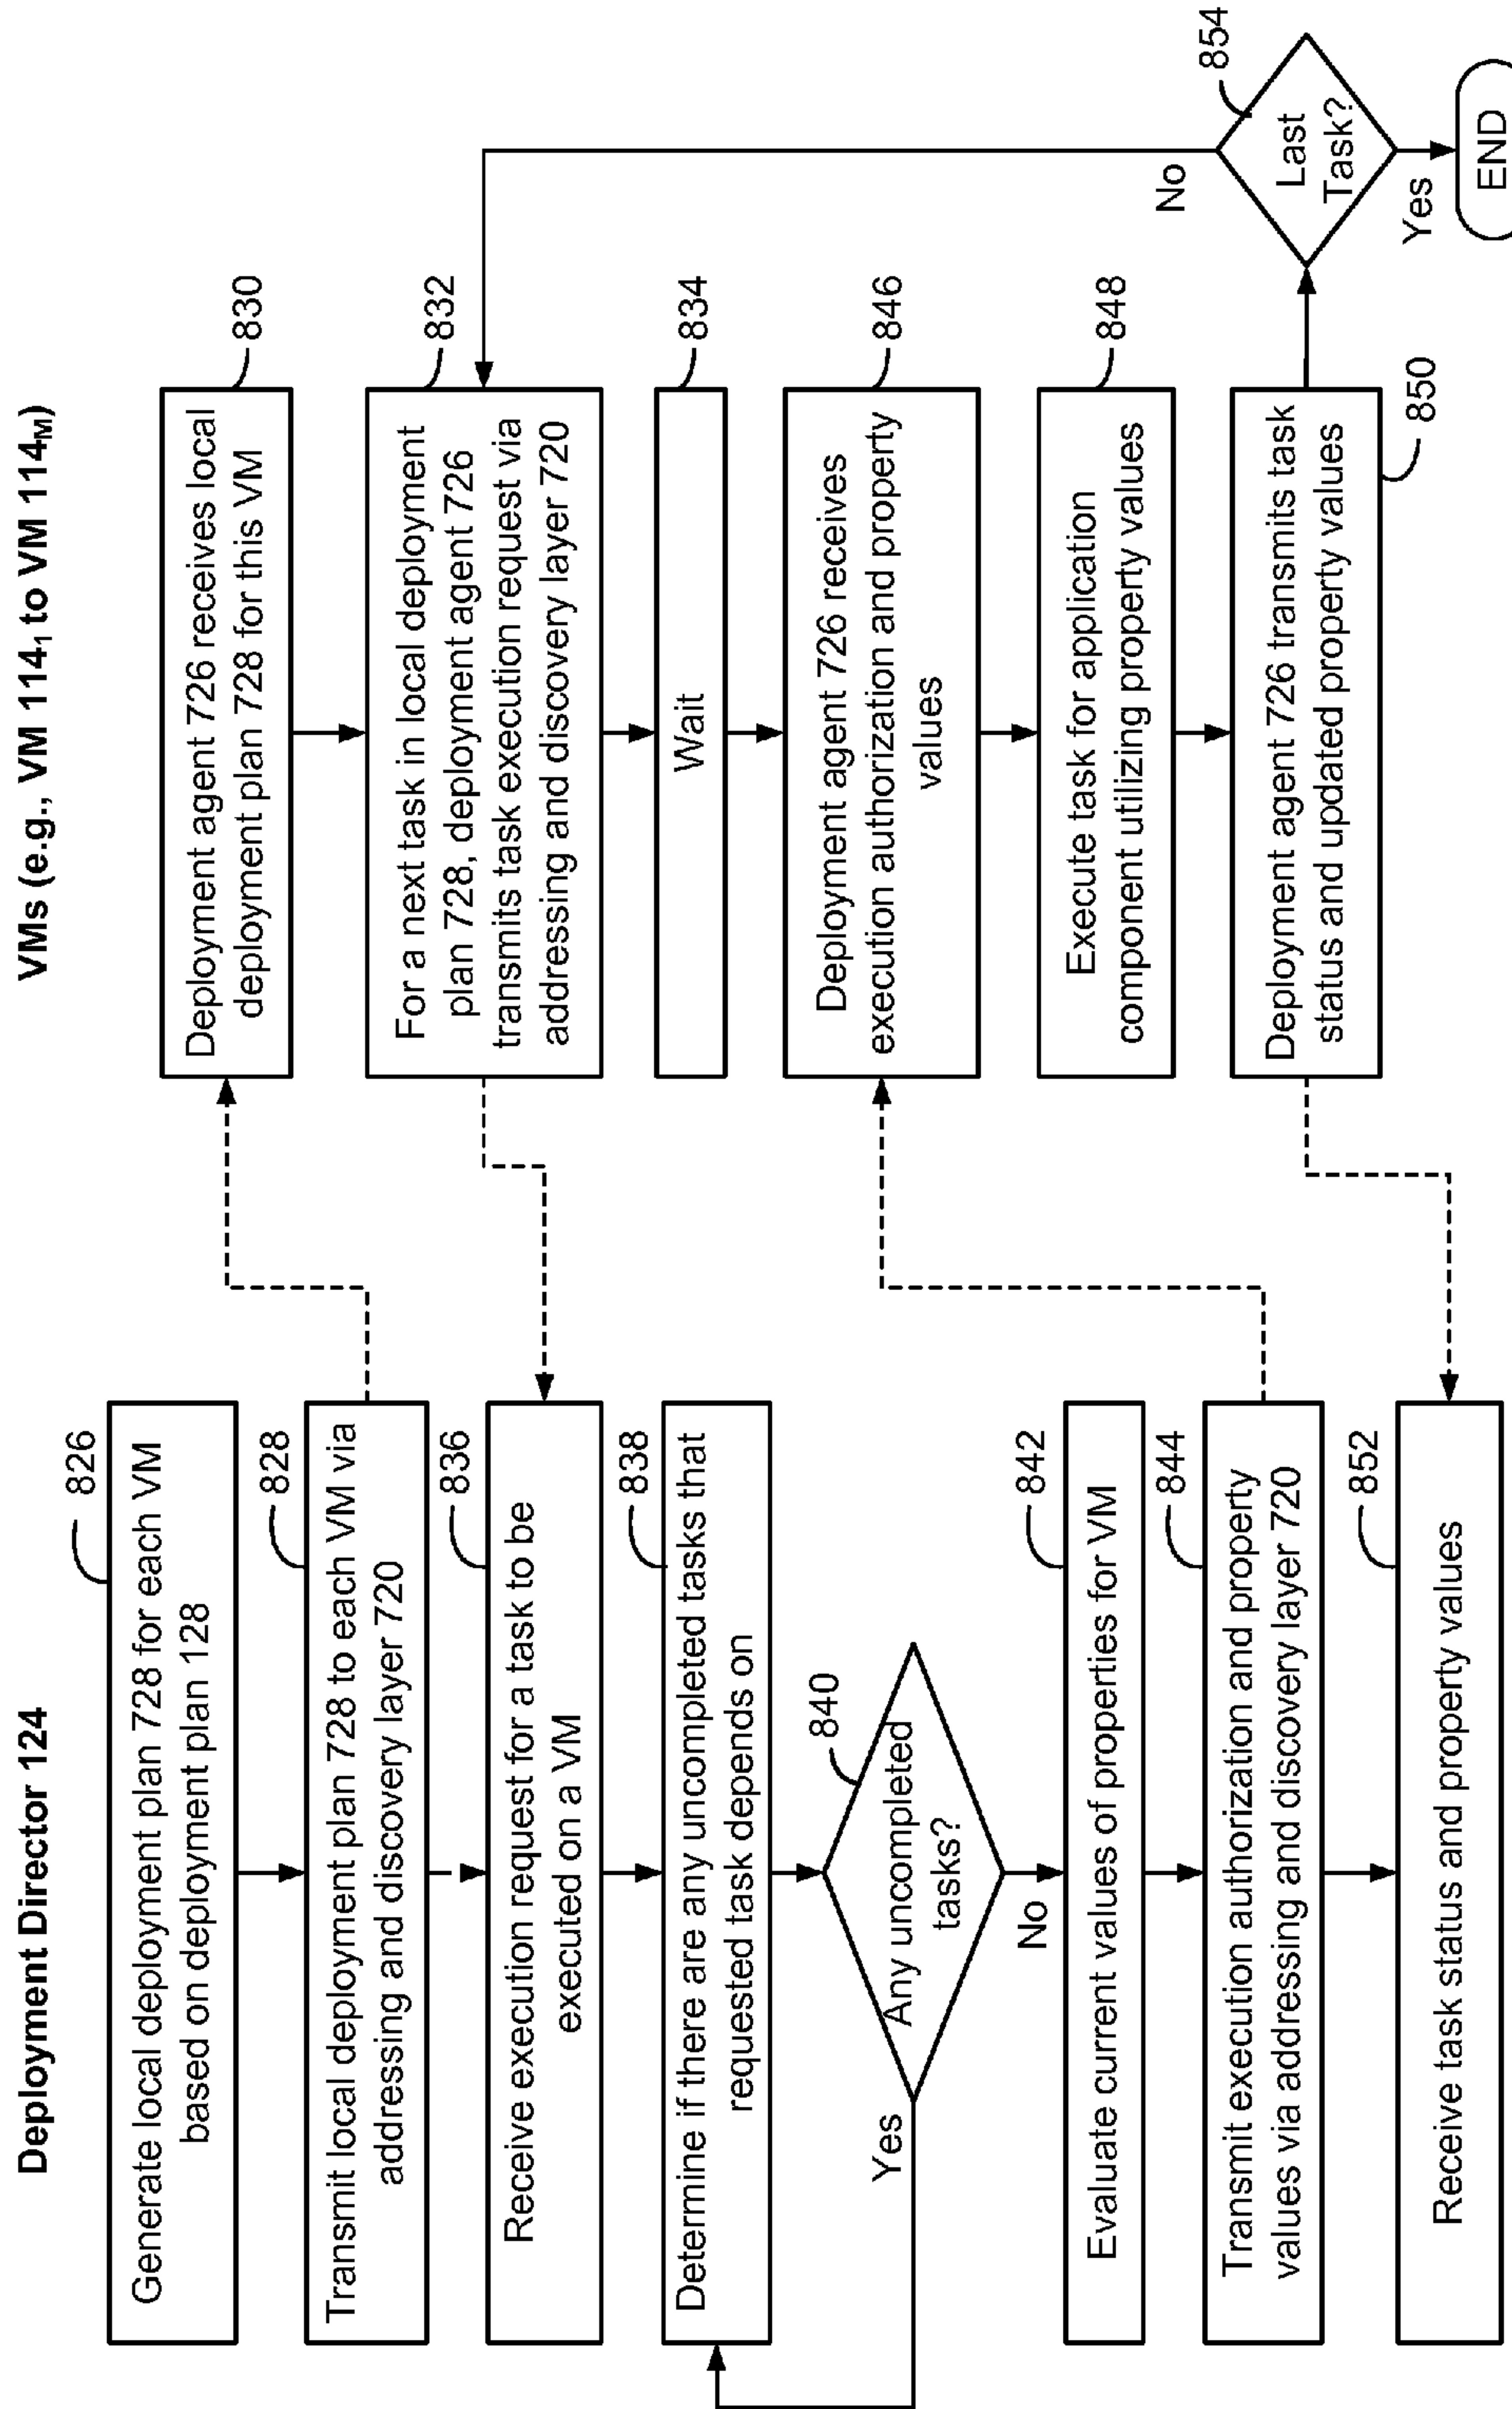 Deployment Director 124
826
Generate local deployment plan 728 for each VM
based on deployment plan 128
828
Transmit local deployment plan 728 to each VM via
addressing and discovery layer 720
836
Receive execution request for a task to be
executed on a VM
838
Determine if there are any uncompleted tasks that
requested task depends on
840
Any uncompleted
tasks?
Yes
No
842
Evaluate current values of properties for VM
844
Transmit execution authorization and property
values via addressing and discovery layer 720
852
Receive task status and property values
VMs (e.g., VM 114₁ to VM 114ₘ)
830
Deployment agent 726 receives local
deployment plan 728 for this VM
832
For a next task in local deployment
plan 728, deployment agent 726
transmits task execution request via
addressing and discovery layer 720
834
Wait
846
Deployment agent 726 receives
execution authorization and property
values
848
Execute task for application
component utilizing property values
Deployment agent 726 transmits task
status and updated property values
850
854
Last
Task?
No
Yes
END